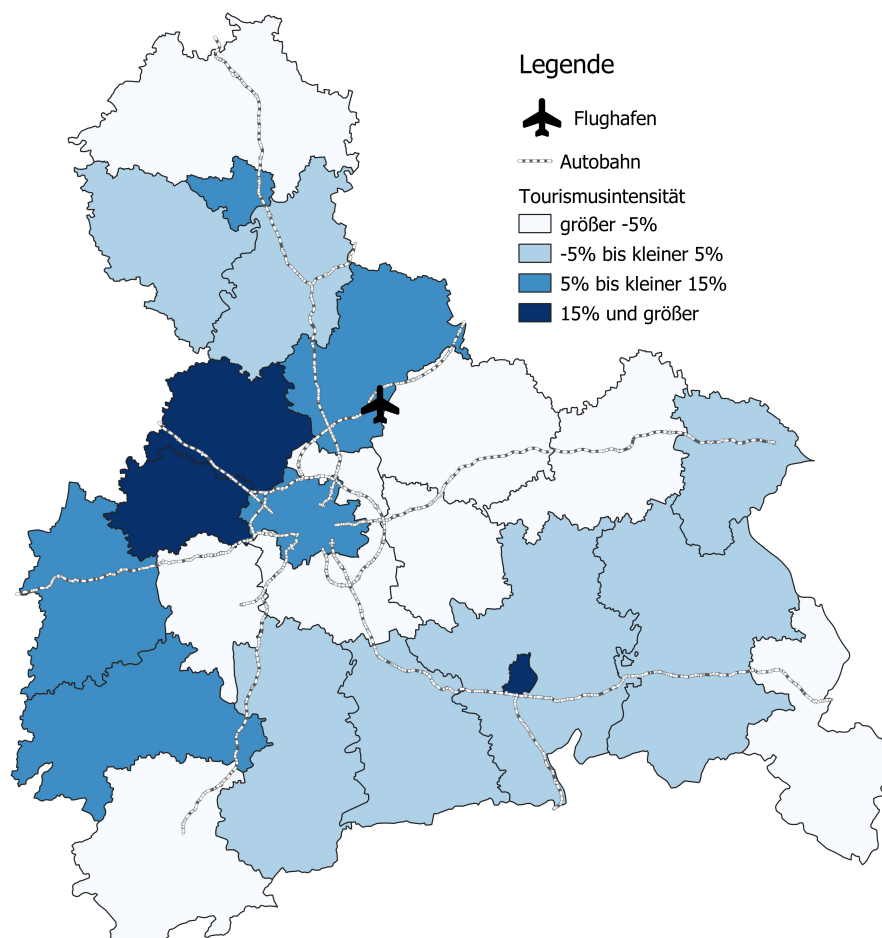 Legende
Flughafen
Autobahn
Tourismusintensität
größer -5%
-5% bis kleiner 5%
5% bis kleiner 15%
15% und größer